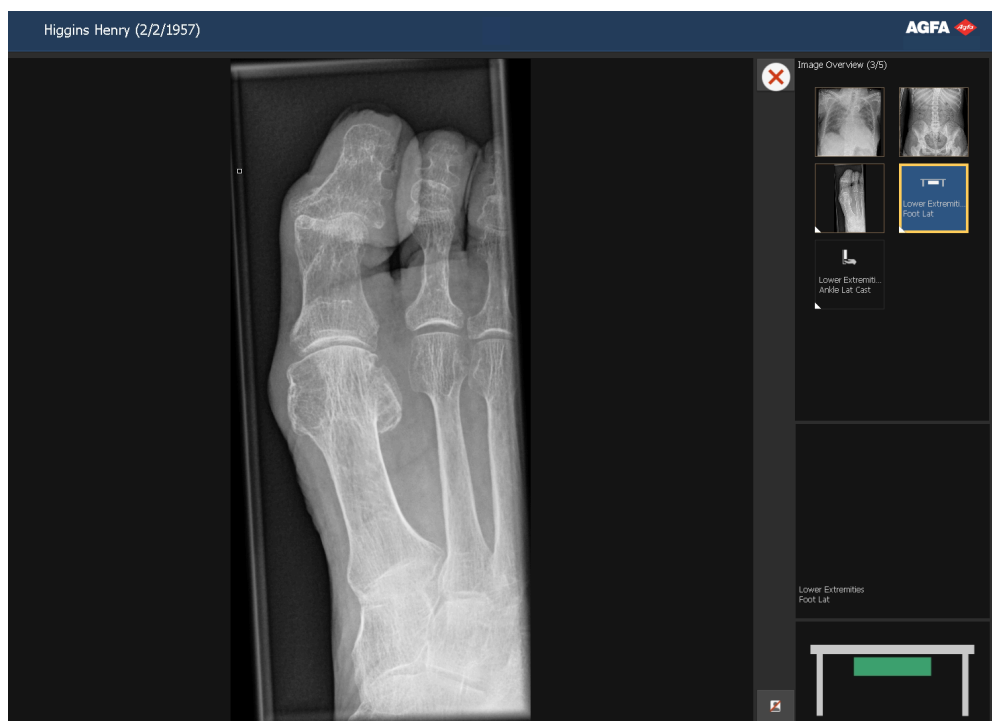 Higgins Henry (2/2/1957)
AGFA
Agfa
Image Overview (3/5)
Lower Extremiti...
Foot Lat
Lower Extremiti...
Ankle Lat Cast
Lower Extremities
Foot Lat